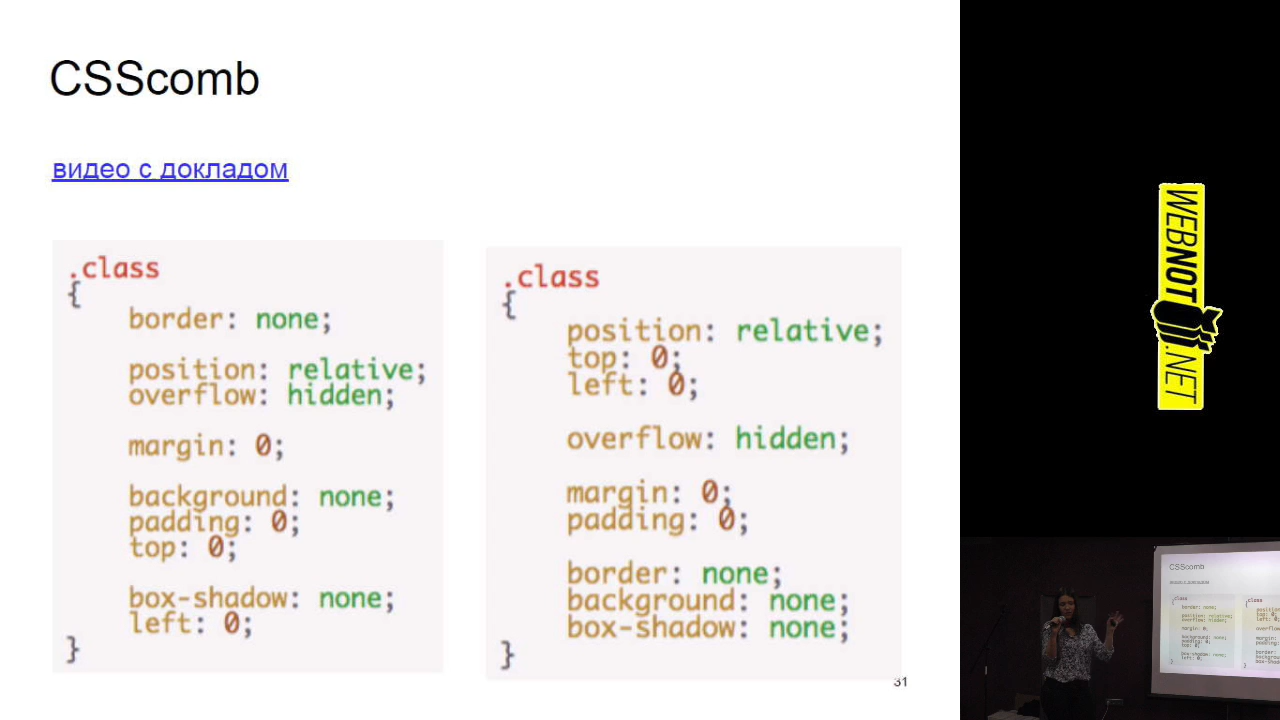 CSScomb
видео с докладом
.class
{
border: none;
position: relative;
overflow: hidden;
margin: 0;
background: none;
padding: 0;
top: 0;
box-shadow: none;
left: 0;
}
.class
{
position: relative;
top: 0;
left: 0;
overflow: hidden;
margin: 0;
padding: 0;
border: none;
background: none;
box-shadow: none;
}
31
WEBNOT
.NET
CSScomb